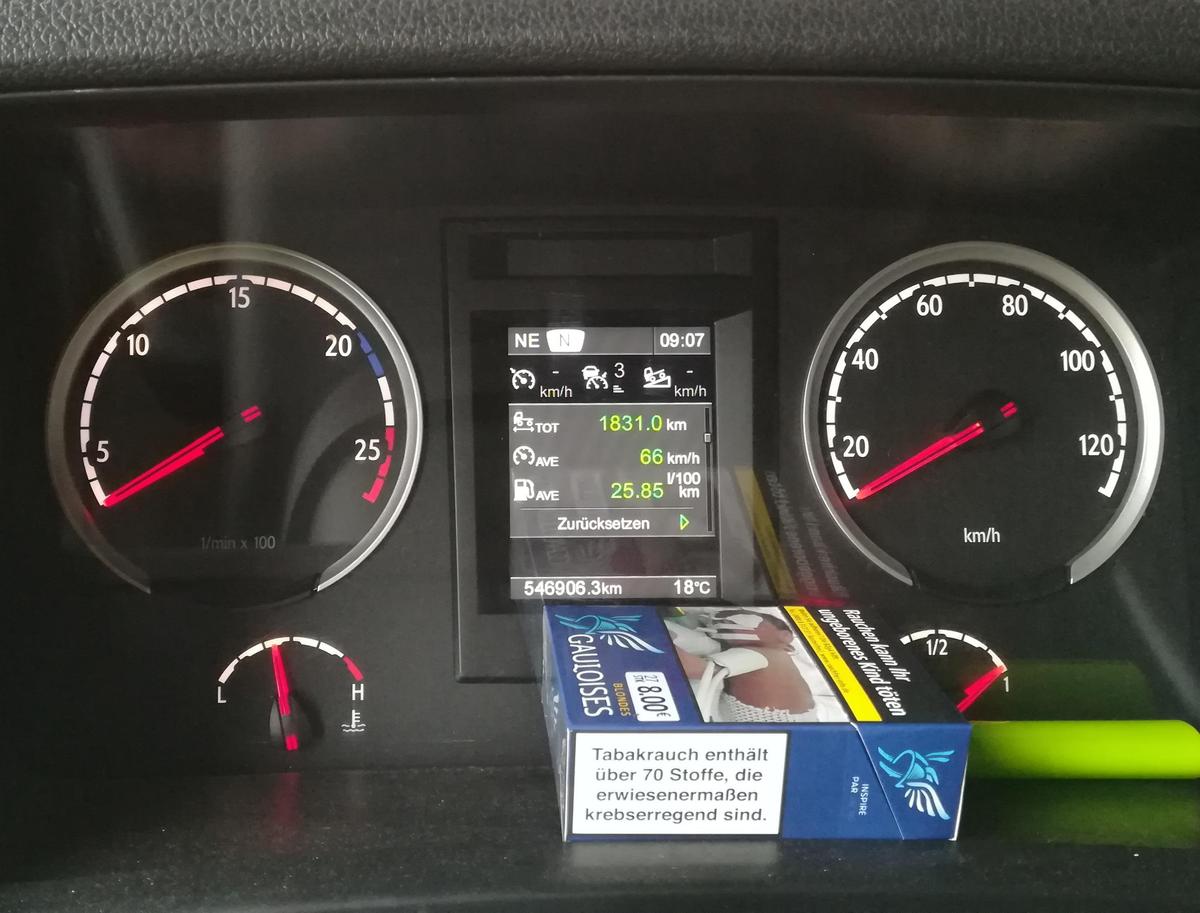 5
10
15
20
25
1/min x 100
L
H
NE N 09:07
- 3 -
km/h km/h
TOT 1831.0 km
AVE 66 km/h
AVE 25.85 l/100 km
Zurücksetzen
546906.3km 18°C
20
40
60
80
100
120
km/h
1/2
1
GAULOISES
BLONDES
27 STK 8.00€
Rauchen kann Ihr
ungeborenes Kind töten
Tabakrauch enthält
über 70 Stoffe, die
erwiesenermaßen
krebserregend sind.
INSPIRE
PAR